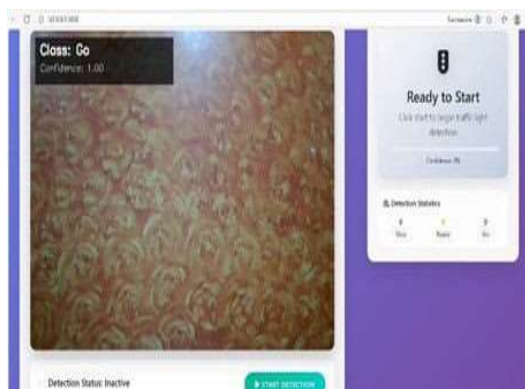 Class: Go
Confidence: 1.00
Ready to Start
Click start to begin traffic light
detection
Detection Statistics
Stop
Ready
Go
Detection Status: Inactive
START DETECTION